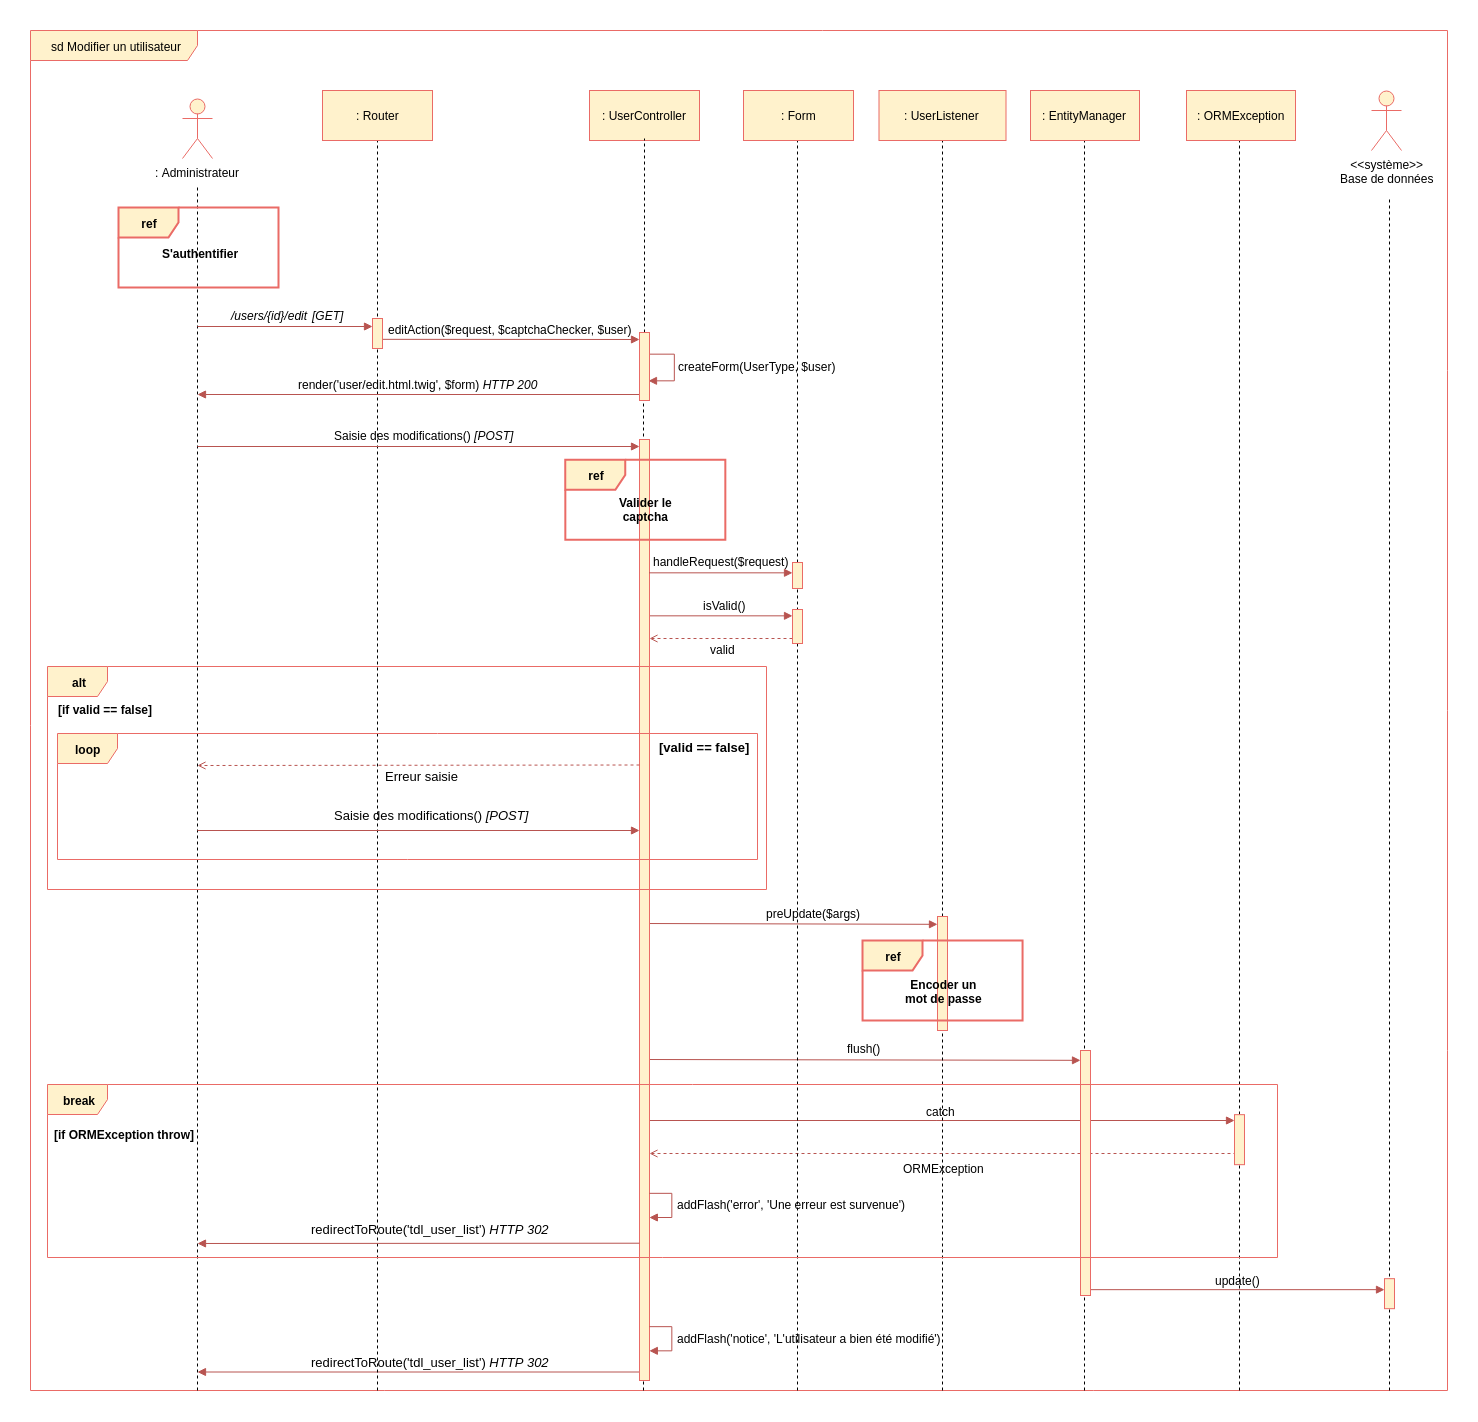 sd Modifier un utilisateur
: Administrateur
: Router
: UserController
: Form
: UserListener
: EntityManager
: ORMException
<<système>>
Base de données
ref
S'authentifier
/users/{id}/edit [GET]
editAction($request, $captchaChecker, $user)
createForm(UserType, $user)
render('user/edit.html.twig', $form) HTTP 200
Saisie des modifications() [POST]
ref
Valider le
captcha
handleRequest($request)
isValid()
valid
alt
[if valid == false]
loop
[valid == false]
Erreur saisie
Saisie des modifications() [POST]
preUpdate($args)
ref
Encoder un
mot de passe
flush()
break
[if ORMException throw]
catch
ORMException
addFlash('error', 'Une erreur est survenue')
redirectToRoute('tdl_user_list') HTTP 302
update()
addFlash('notice', 'L'utilisateur a bien été modifié')
redirectToRoute('tdl_user_list') HTTP 302